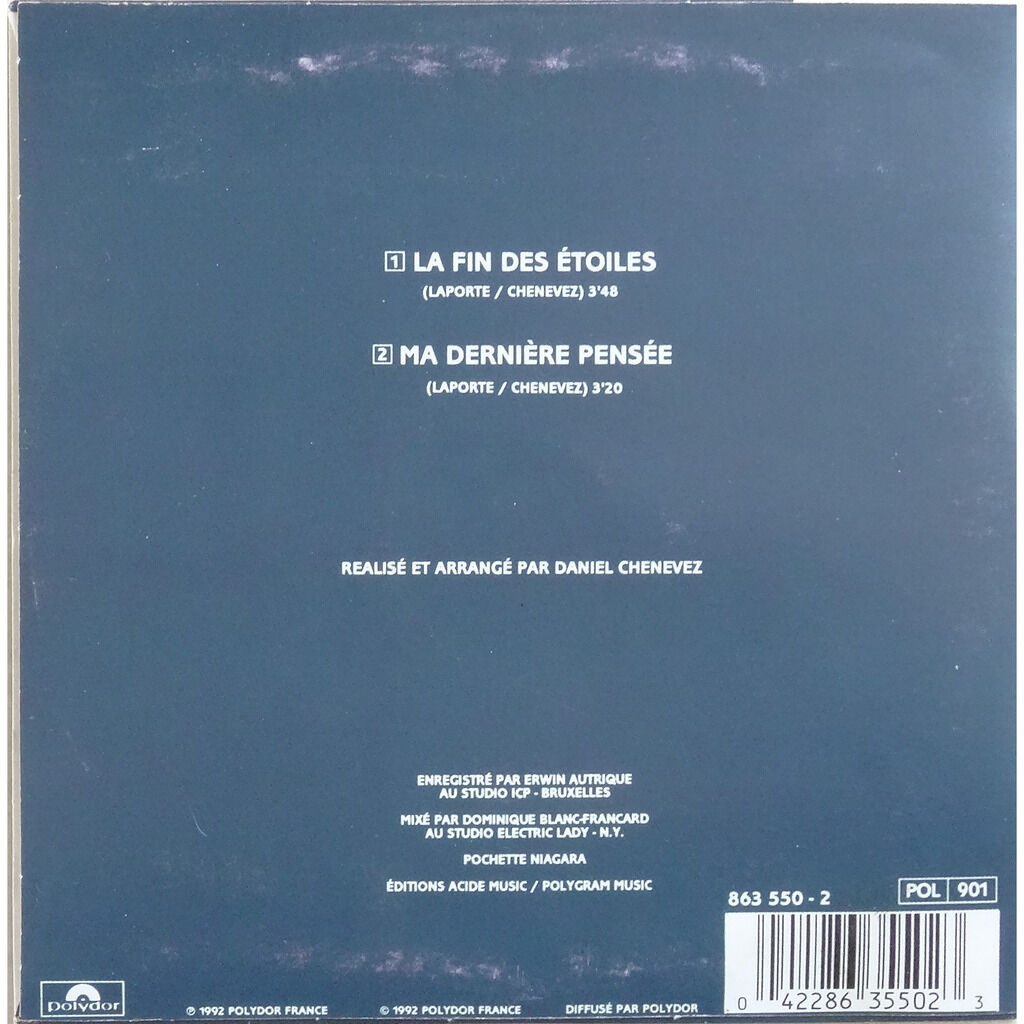 1 LA FIN DES ÉTOILES
(LAPORTE / CHENEVEZ) 3'48
2 MA DERNIÈRE PENSÉE
(LAPORTE / CHENEVEZ) 3'20
REALISÉ ET ARRANGÉ PAR DANIEL CHENEVEZ
ENREGISTRÉ PAR ERWIN AUTRIQUE
AU STUDIO ICP - BRUXELLES
MIXÉ PAR DOMINIQUE BLANC-FRANCARD
AU STUDIO ELECTRIC LADY - N.Y.
POCHETTE NIAGARA
ÉDITIONS ACIDE MUSIC / POLYGRAM MUSIC
863 550 - 2 POL 901
0 42286 35502 3
polydor ℗ 1992 POLYDOR FRANCE © 1992 POLYDOR FRANCE DIFFUSÉ PAR POLYDOR